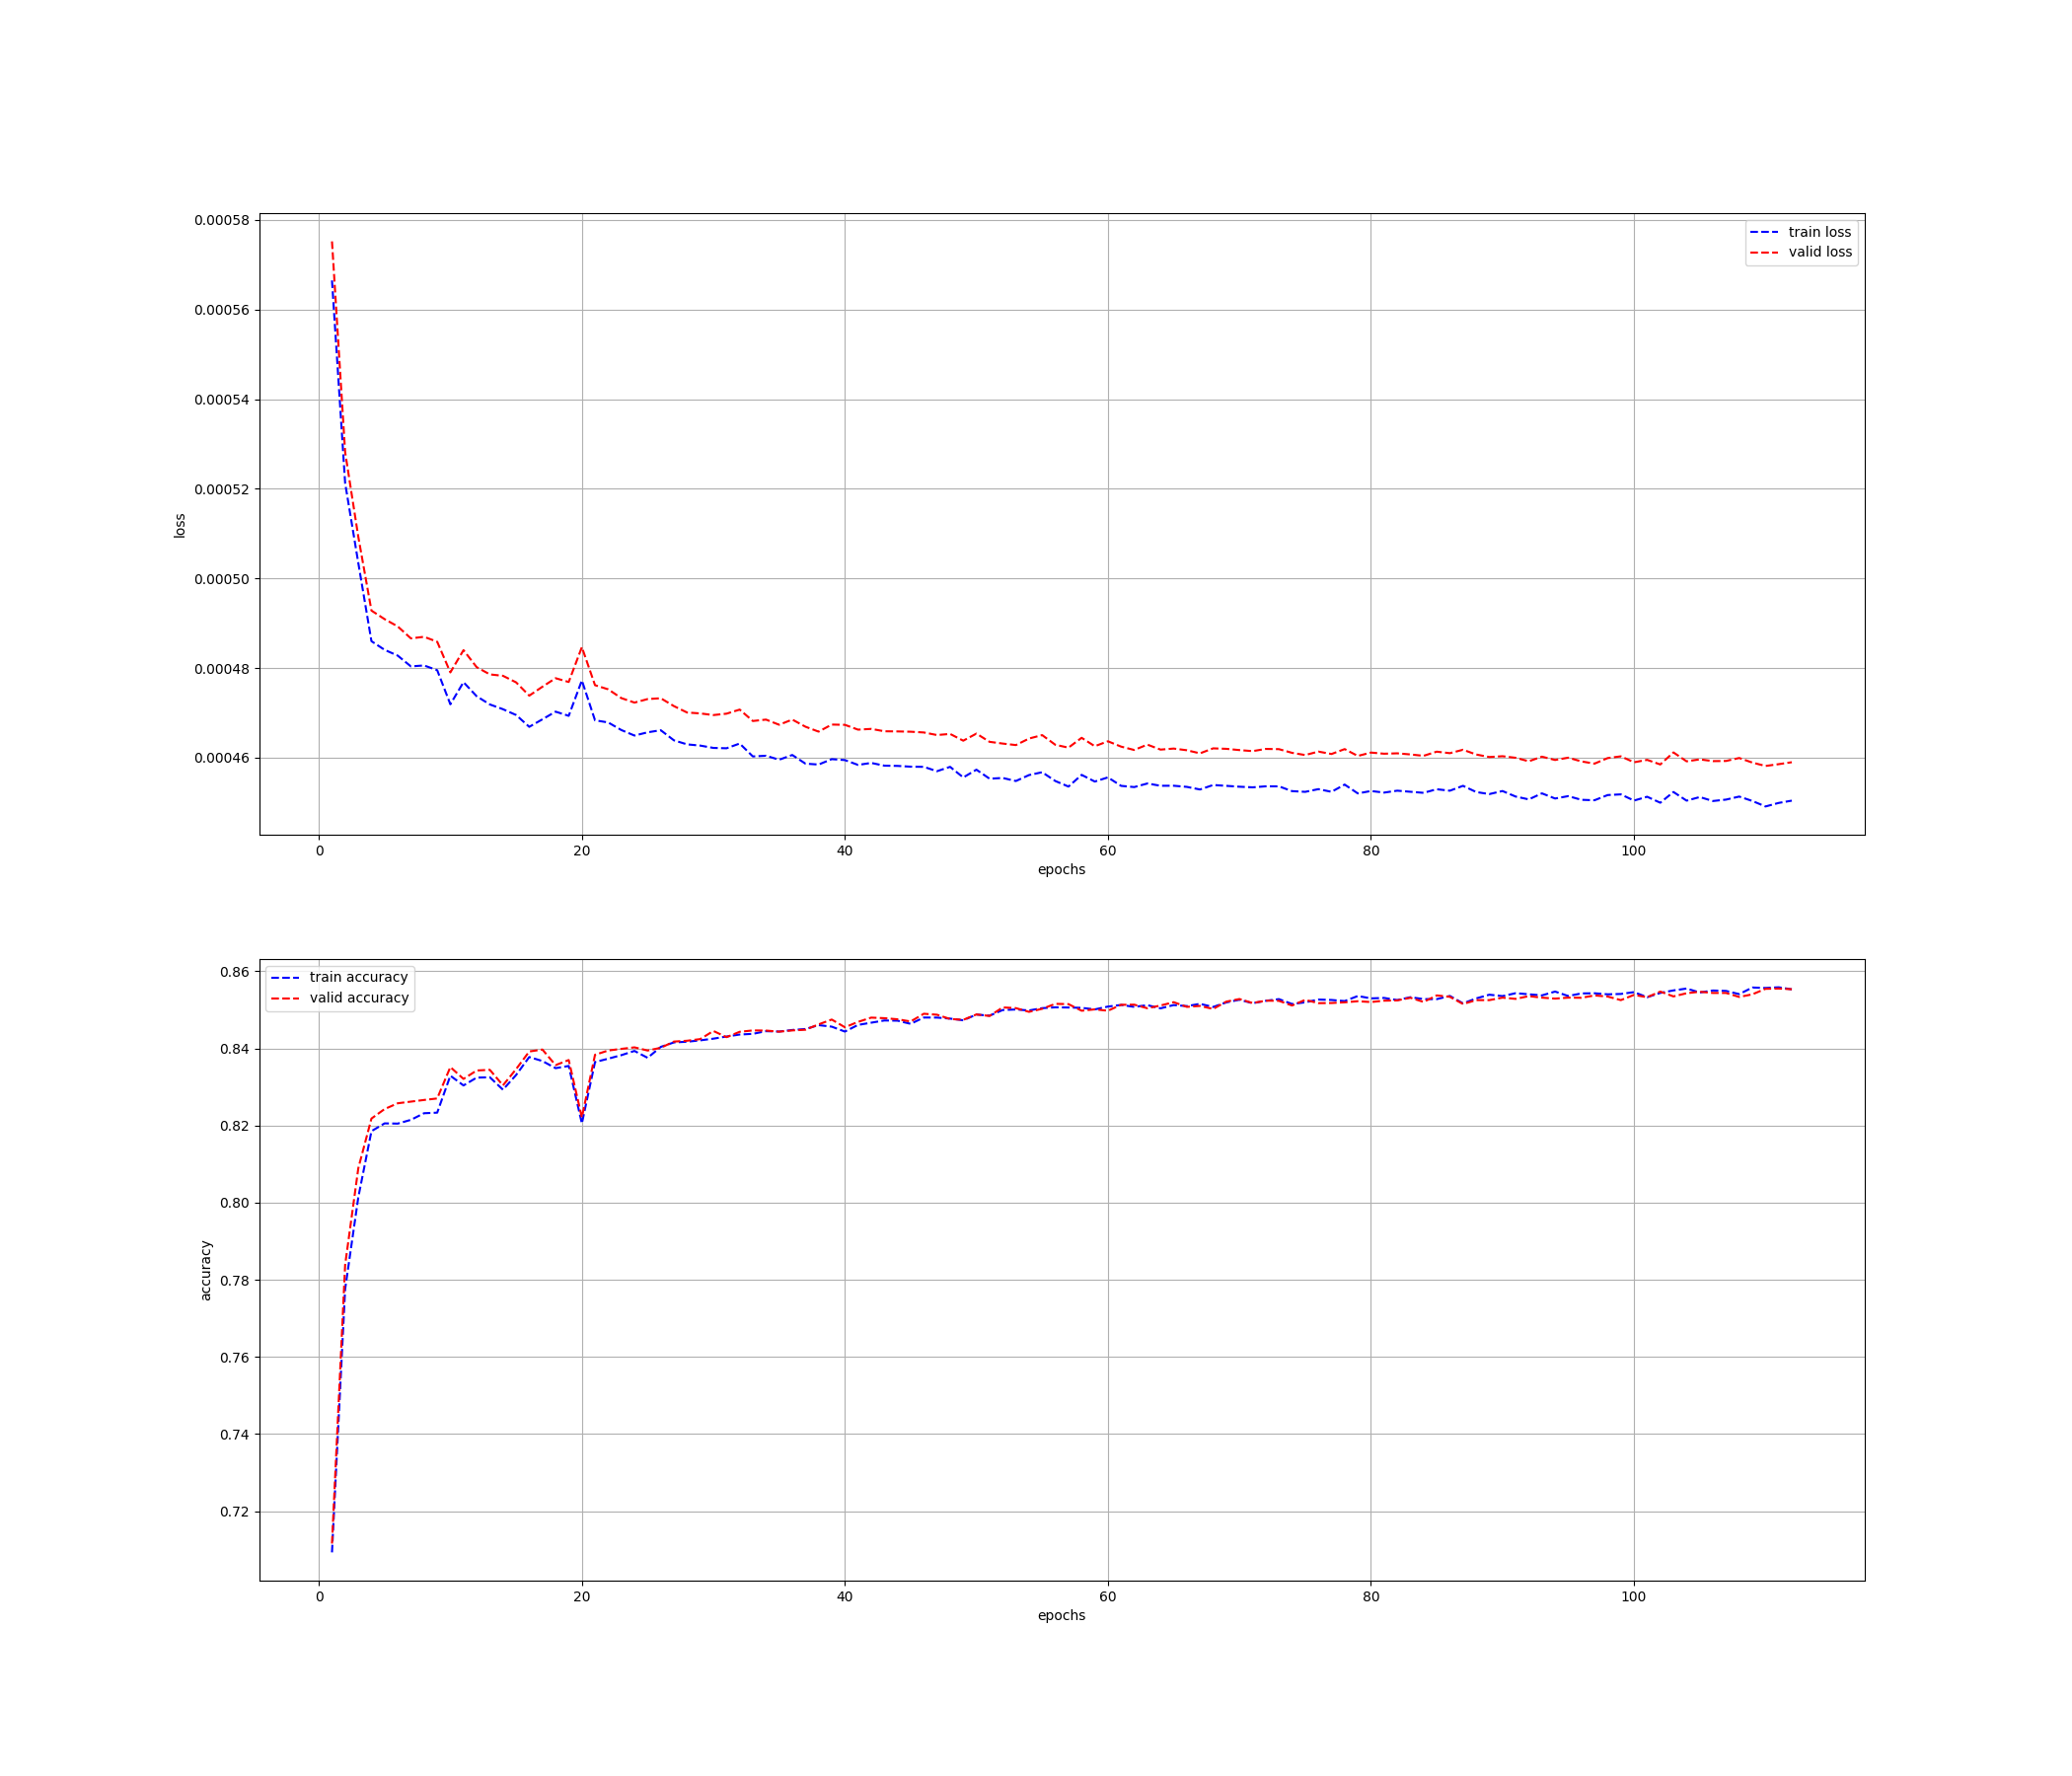 0.00058
0.00056
0.00054
0.00052
0.00050
0.00048
0.00046
loss
train loss
valid loss
0 20 40 60 80 100
epochs
0.86
0.84
0.82
0.80
0.78
0.76
0.74
0.72
accuracy
train accuracy
valid accuracy
0 20 40 60 80 100
epochs